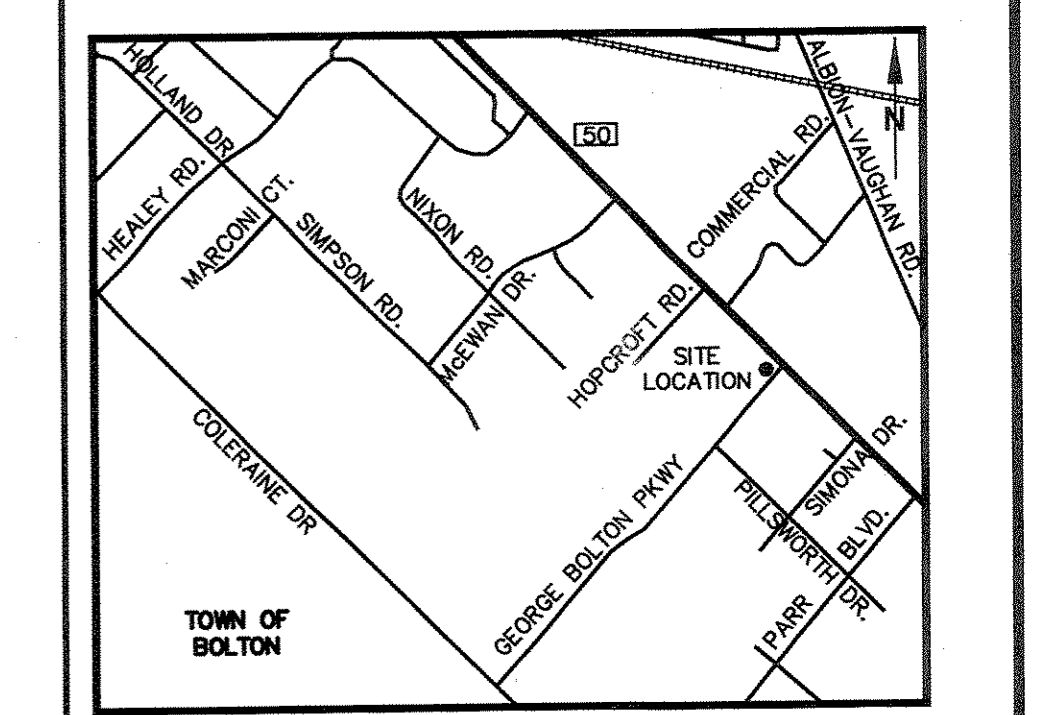 HOLLAND DR
ALBION-VAUGHAN RD.
N
50
COMMERCIAL RD.
HEALEY RD.
MARCONI CT.
NIXON RD.
SIMPSON RD.
McEWAN DR.
HOPCROFT RD.
SITE
LOCATION
COLERAINE DR
SIMONA DR.
GEORGE BOLTON PKWY
PILLSWORTH DR.
PARR BLVD.
TOWN OF
BOLTON